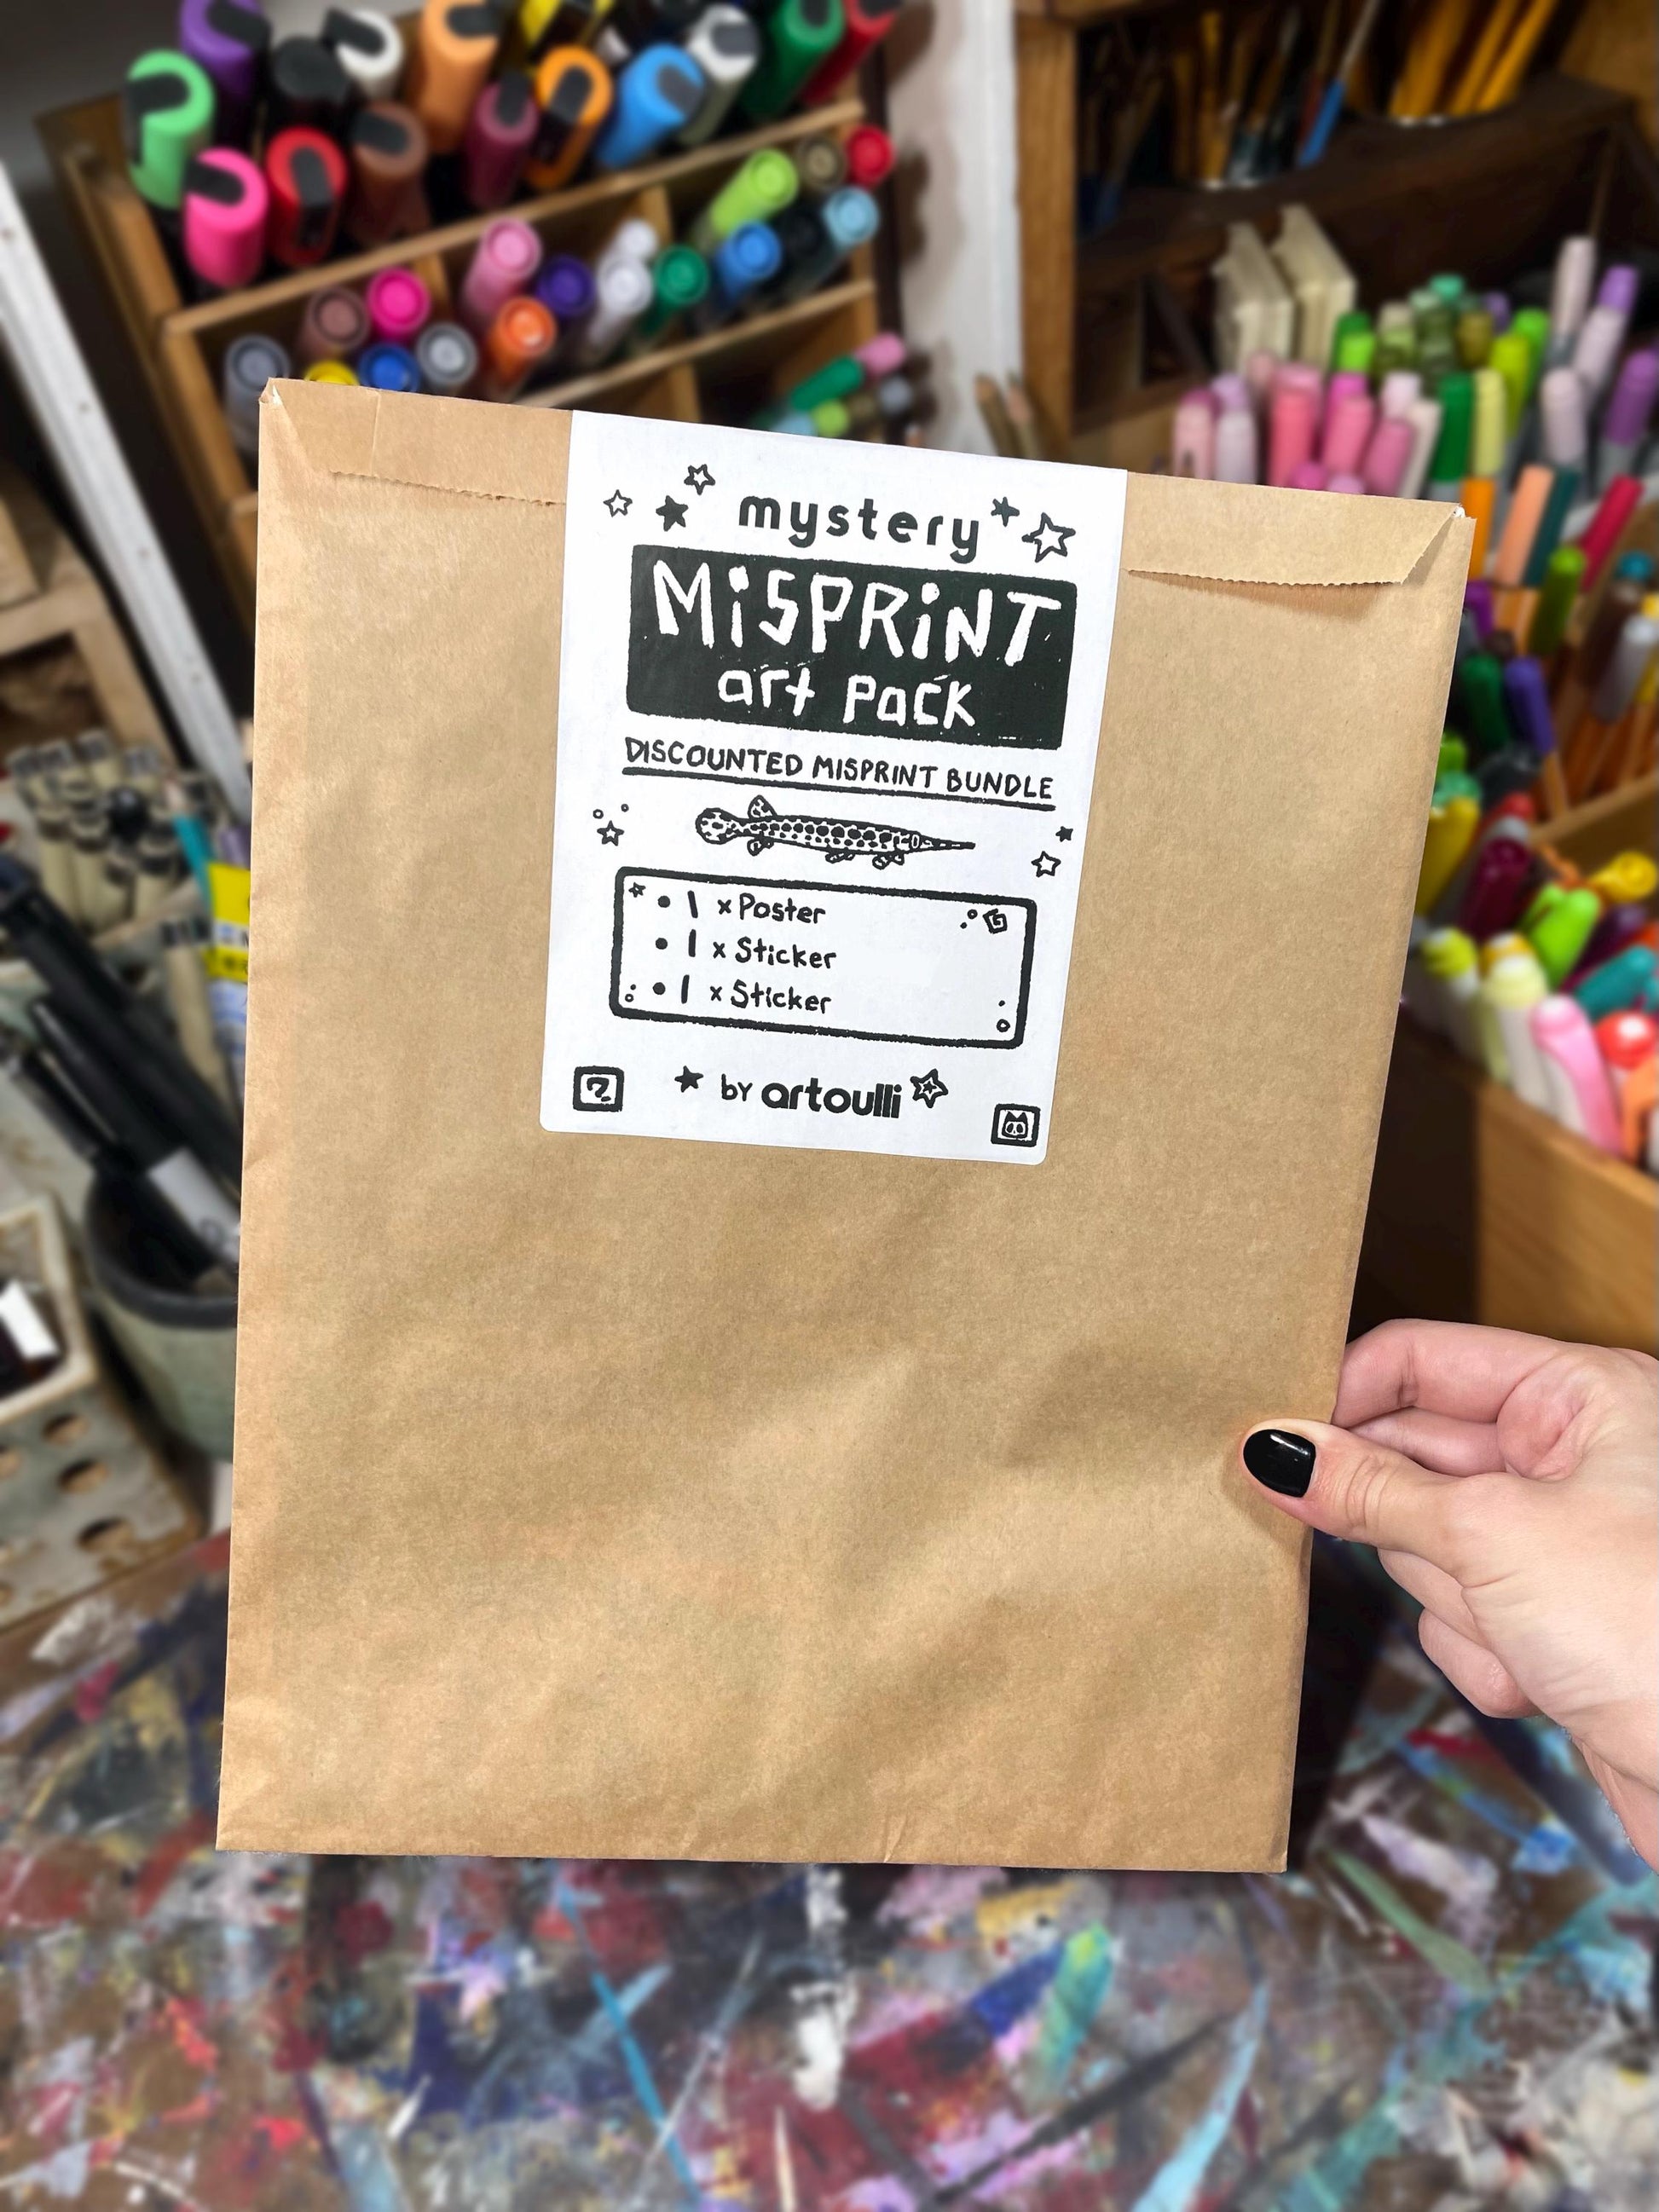 mystery
MiSPRiNT
art pack
DISCOUNTED MISPRINT BUNDLE
• 1 x Poster
• 1 x Sticker
• 1 x Sticker
by artoulli